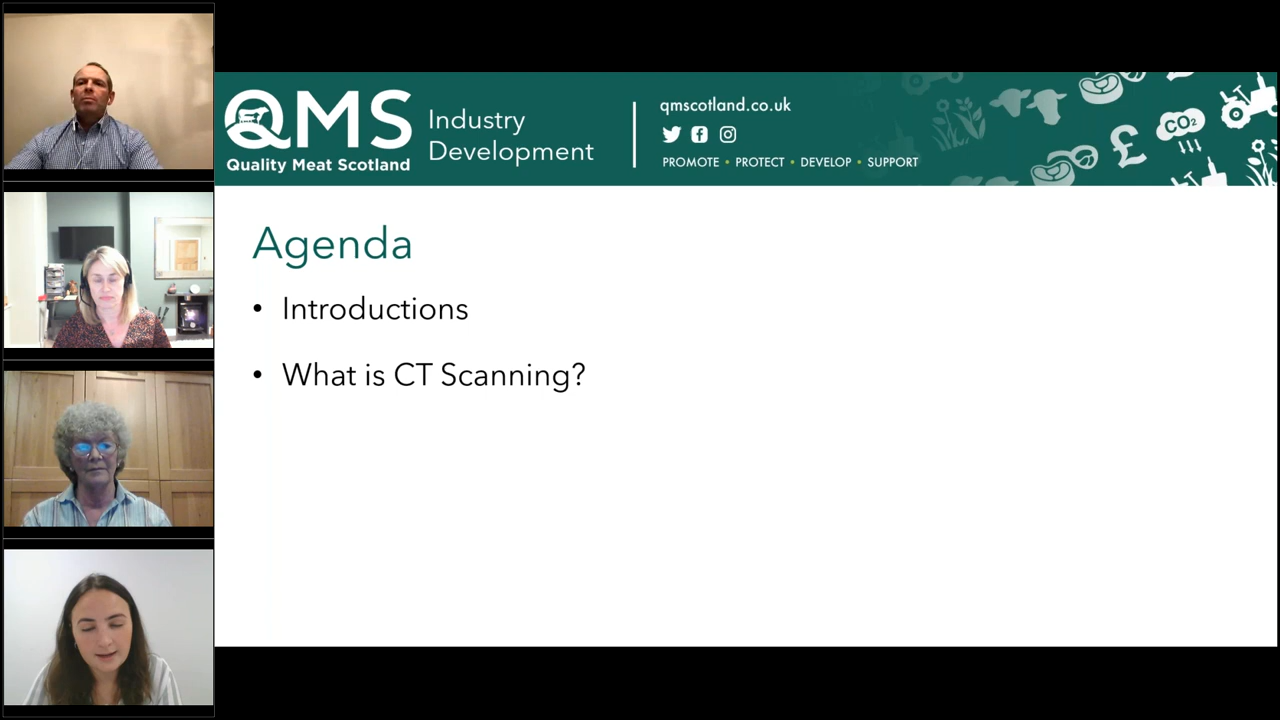 QMS
Quality Meat Scotland
Industry
Development
qmscotland.co.uk
PROMOTE • PROTECT • DEVELOP • SUPPORT
£
CO2
Agenda
• Introductions
• What is CT Scanning?